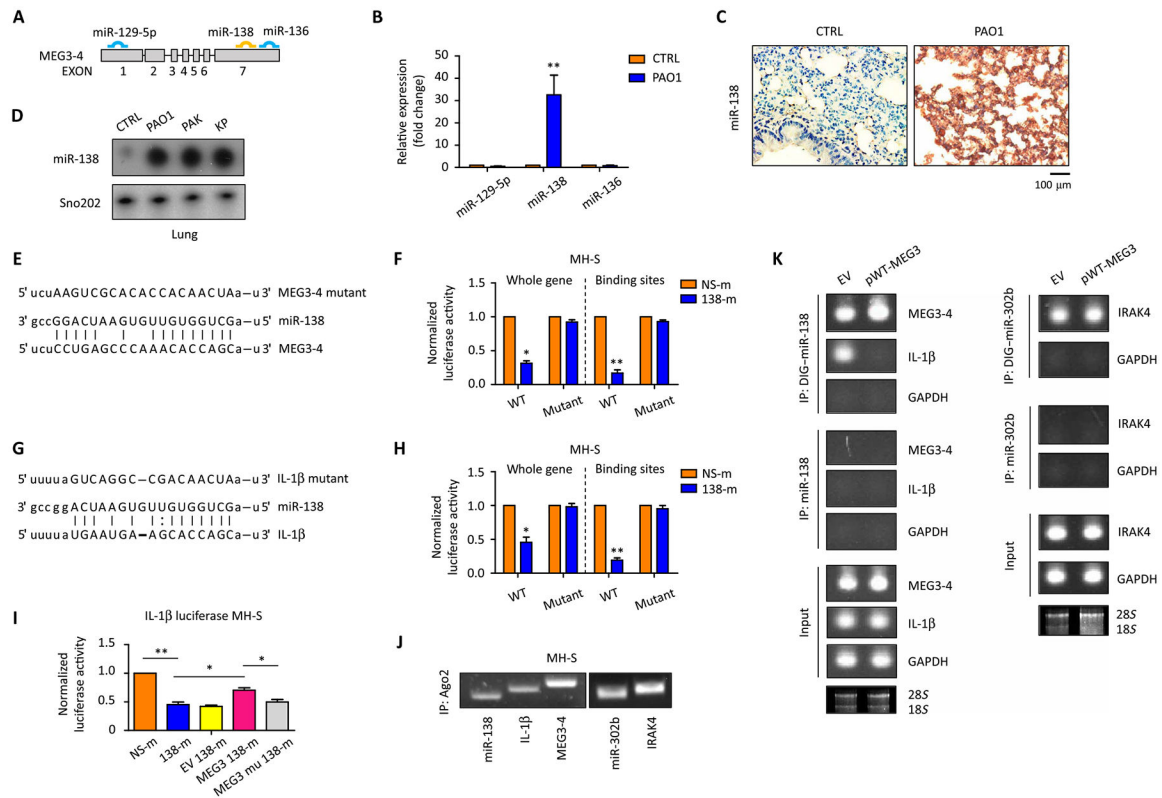 A
miR-129-5p miR-138 miR-136
MEG3-4
EXON 1 2 3 4 5 6 7
B
Relative expression
(fold change)
50
40
30
20
10
0
**
CTRL
PAO1
miR-129-5p miR-138 miR-136
C
CTRL PAO1
miR-138
100 µm
D
CTRL PAO1 PAK KP
miR-138
Sno202
Lung
E
5' ucuAAGUCGCACACCACAACUAa–u3' MEG3-4 mutant
3' gccGGACUAAGUGUUGUGGUCGa–u5' miR-138
5' ucuCCUGAGCCCAAACACCAGCa–u3' MEG3-4
F
MH-S
Whole gene Binding sites
Normalized
luciferase activity
1.5
1.0
0.5
0.0
* **
NS-m
138-m
WT Mutant WT Mutant
G
5' uuuuaGUCAGGC–CGACAACUAa–u3' IL-1β mutant
3' gccggACUAAGUGUUGUGGUCGa–u5' miR-138
5' uuuuaUGAAUGA–AGCACCAGCa–u3' IL-1β
H
MH-S
Whole gene Binding sites
Normalized
luciferase activity
1.5
1.0
0.5
0.0
* **
NS-m
138-m
WT Mutant WT Mutant
I
IL-1β luciferase MH-S
Normalized
luciferase activity
1.5
1.0
0.5
0
** * *
NS-m 138-m EV 138-m MEG3 138-m MEG3 mu 138-m
J
MH-S
IP: Ago2
miR-138 IL-1β MEG3-4 miR-302b IRAK4
K
EV pWT-MEG3
IP: DIG–miR-138
MEG3-4
IL-1β
GAPDH
IP: miR-138
MEG3-4
IL-1β
GAPDH
Input
MEG3-4
IL-1β
GAPDH
28S
18S
EV pWT-MEG3
IP: DIG–miR-302b
IRAK4
GAPDH
IP: miR-302b
IRAK4
GAPDH
Input
IRAK4
GAPDH
28S
18S